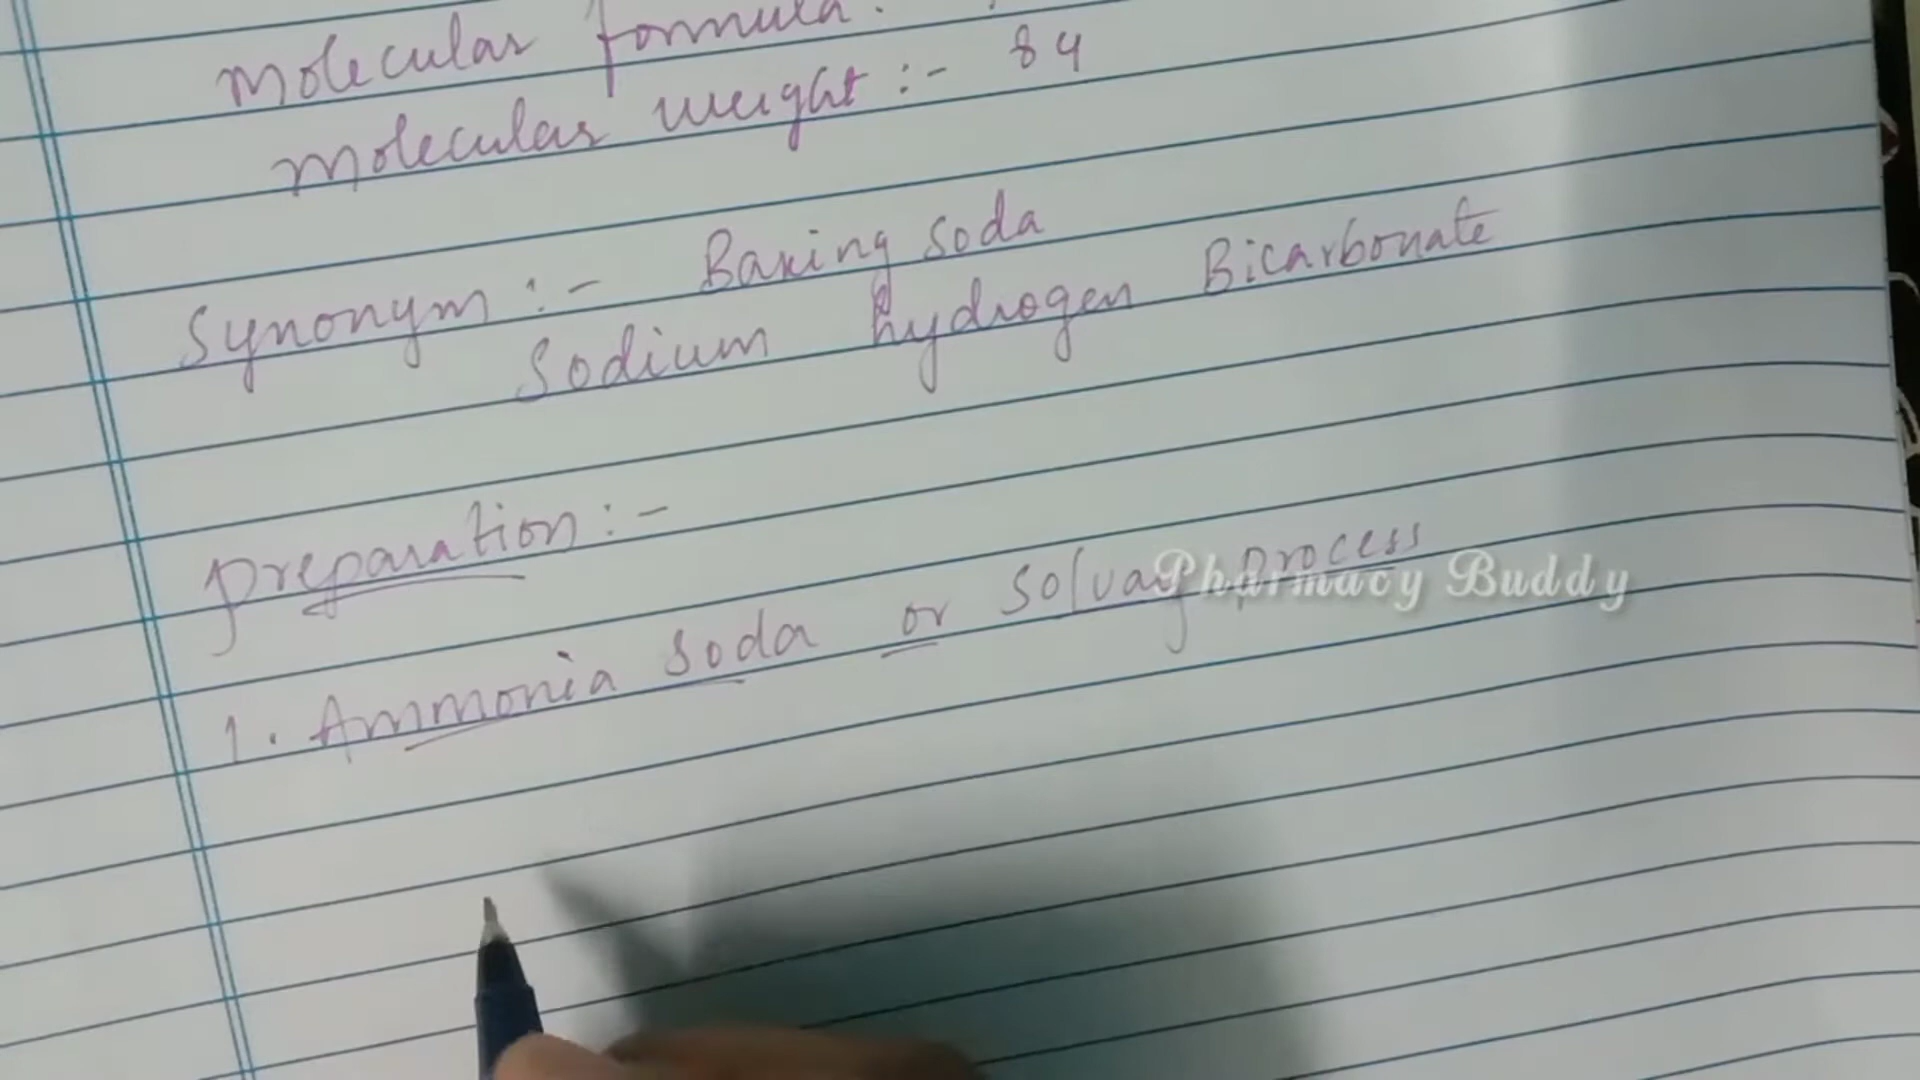 Molecular formula :
Molecular weight :- 84
Synonym :- Baking Soda
Sodium hydrogen Bicarbonate
Preparation :-
1. Ammonia Soda or Solvay process
Pharmacy Buddy